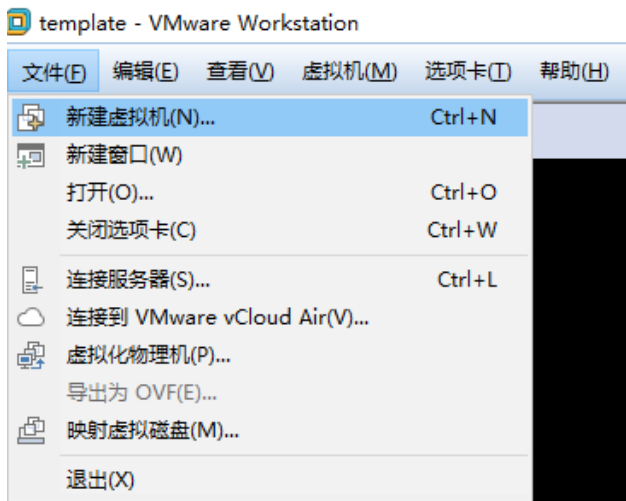 template - VMware Workstation
文件(F) 编辑(E) 查看(V) 虚拟机(M) 选项卡(T) 帮助(H)
新建虚拟机(N)... Ctrl+N
新建窗口(W)
打开(O)... Ctrl+O
关闭选项卡(C) Ctrl+W
连接服务器(S)... Ctrl+L
连接到 VMware vCloud Air(V)...
虚拟化物理机(P)...
导出为 OVF(E)...
映射虚拟磁盘(M)...
退出(X)